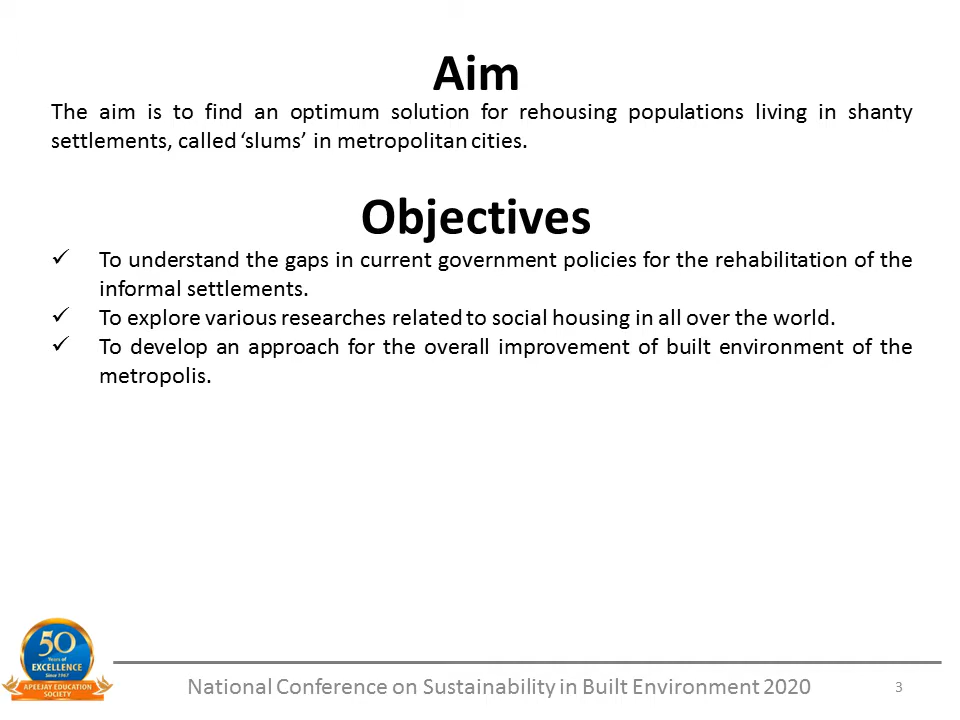 Aim
The aim is to find an optimum solution for rehousing populations living in shanty
settlements, called ‘slums’ in metropolitan cities.
Objectives
✓ To understand the gaps in current government policies for the rehabilitation of the
informal settlements.
✓ To explore various researches related to social housing in all over the world.
✓ To develop an approach for the overall improvement of built environment of the
metropolis.
50
Years of
EXCELLENCE
Since 1967
APEEJAY EDUCATION
SOCIETY
National Conference on Sustainability in Built Environment 2020
3